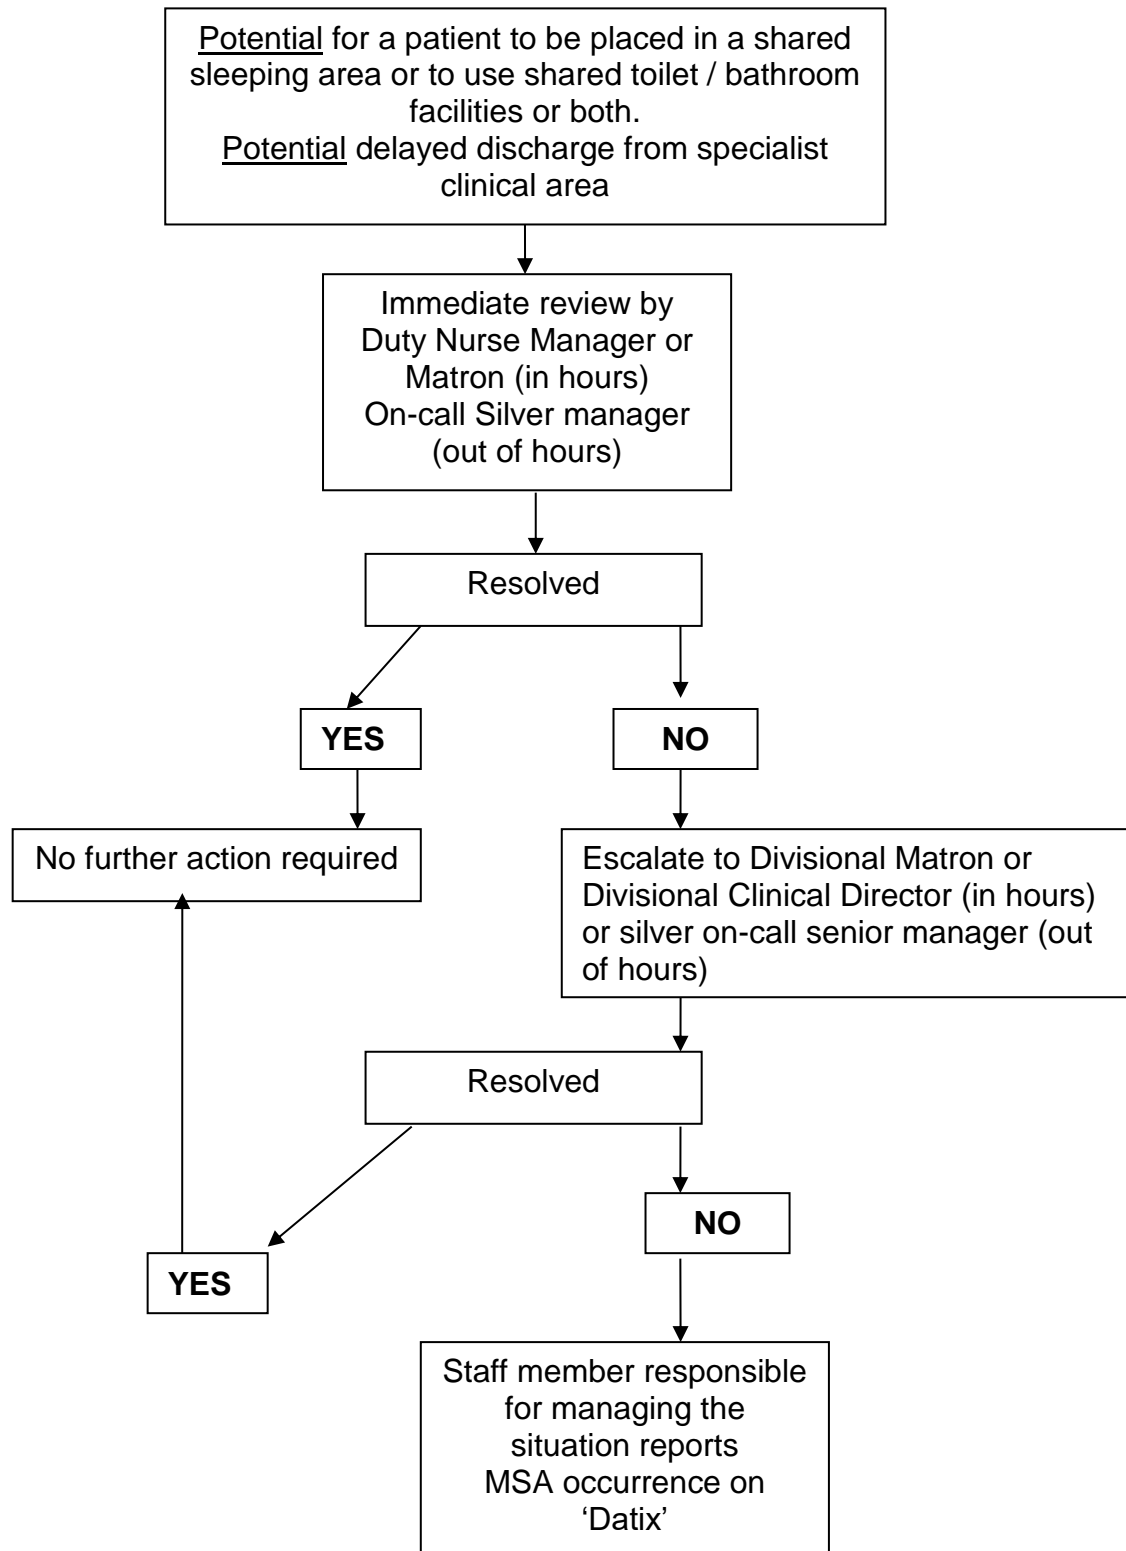 Potential for a patient to be placed in a shared
sleeping area or to use shared toilet / bathroom
facilities or both.
Potential delayed discharge from specialist
clinical area
Immediate review by
Duty Nurse Manager or
Matron (in hours)
On-call Silver manager
(out of hours)
Resolved
YES
NO
No further action required
Escalate to Divisional Matron or
Divisional Clinical Director (in hours)
or silver on-call senior manager (out
of hours)
Resolved
NO
YES
Staff member responsible
for managing the
situation reports
MSA occurrence on
‘Datix’